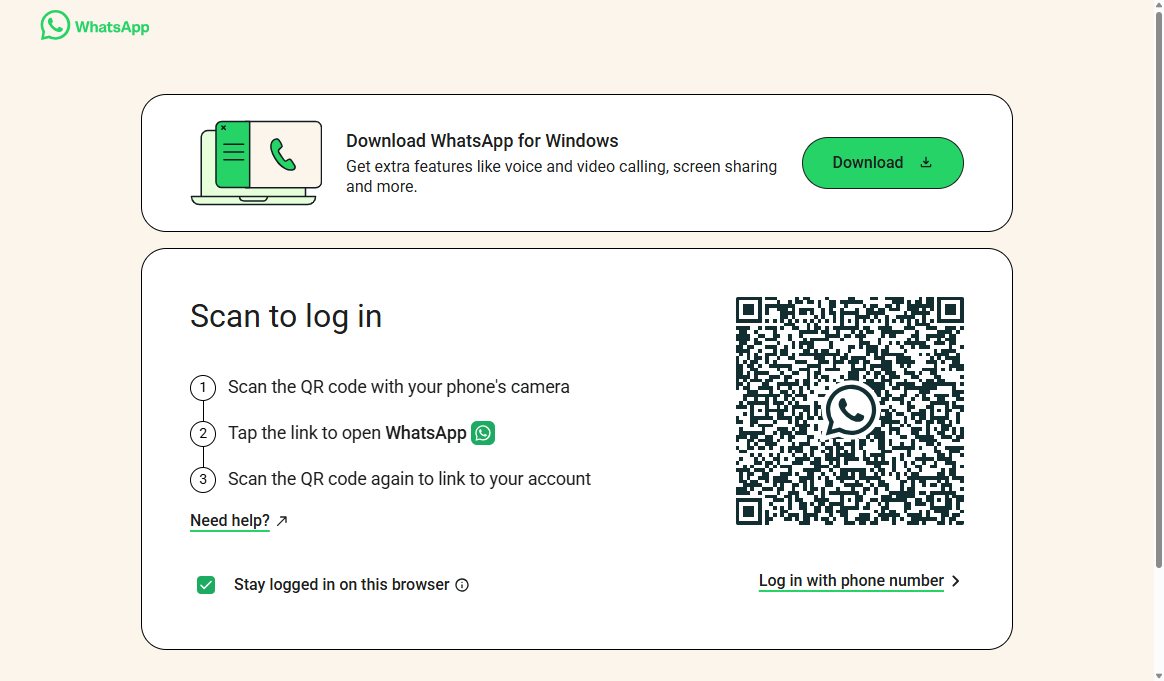 WhatsApp
Download WhatsApp for Windows
Get extra features like voice and video calling, screen sharing
and more.
Download
Scan to log in
1 Scan the QR code with your phone's camera
2 Tap the link to open WhatsApp
3 Scan the QR code again to link to your account
Need help?
Stay logged in on this browser
Log in with phone number